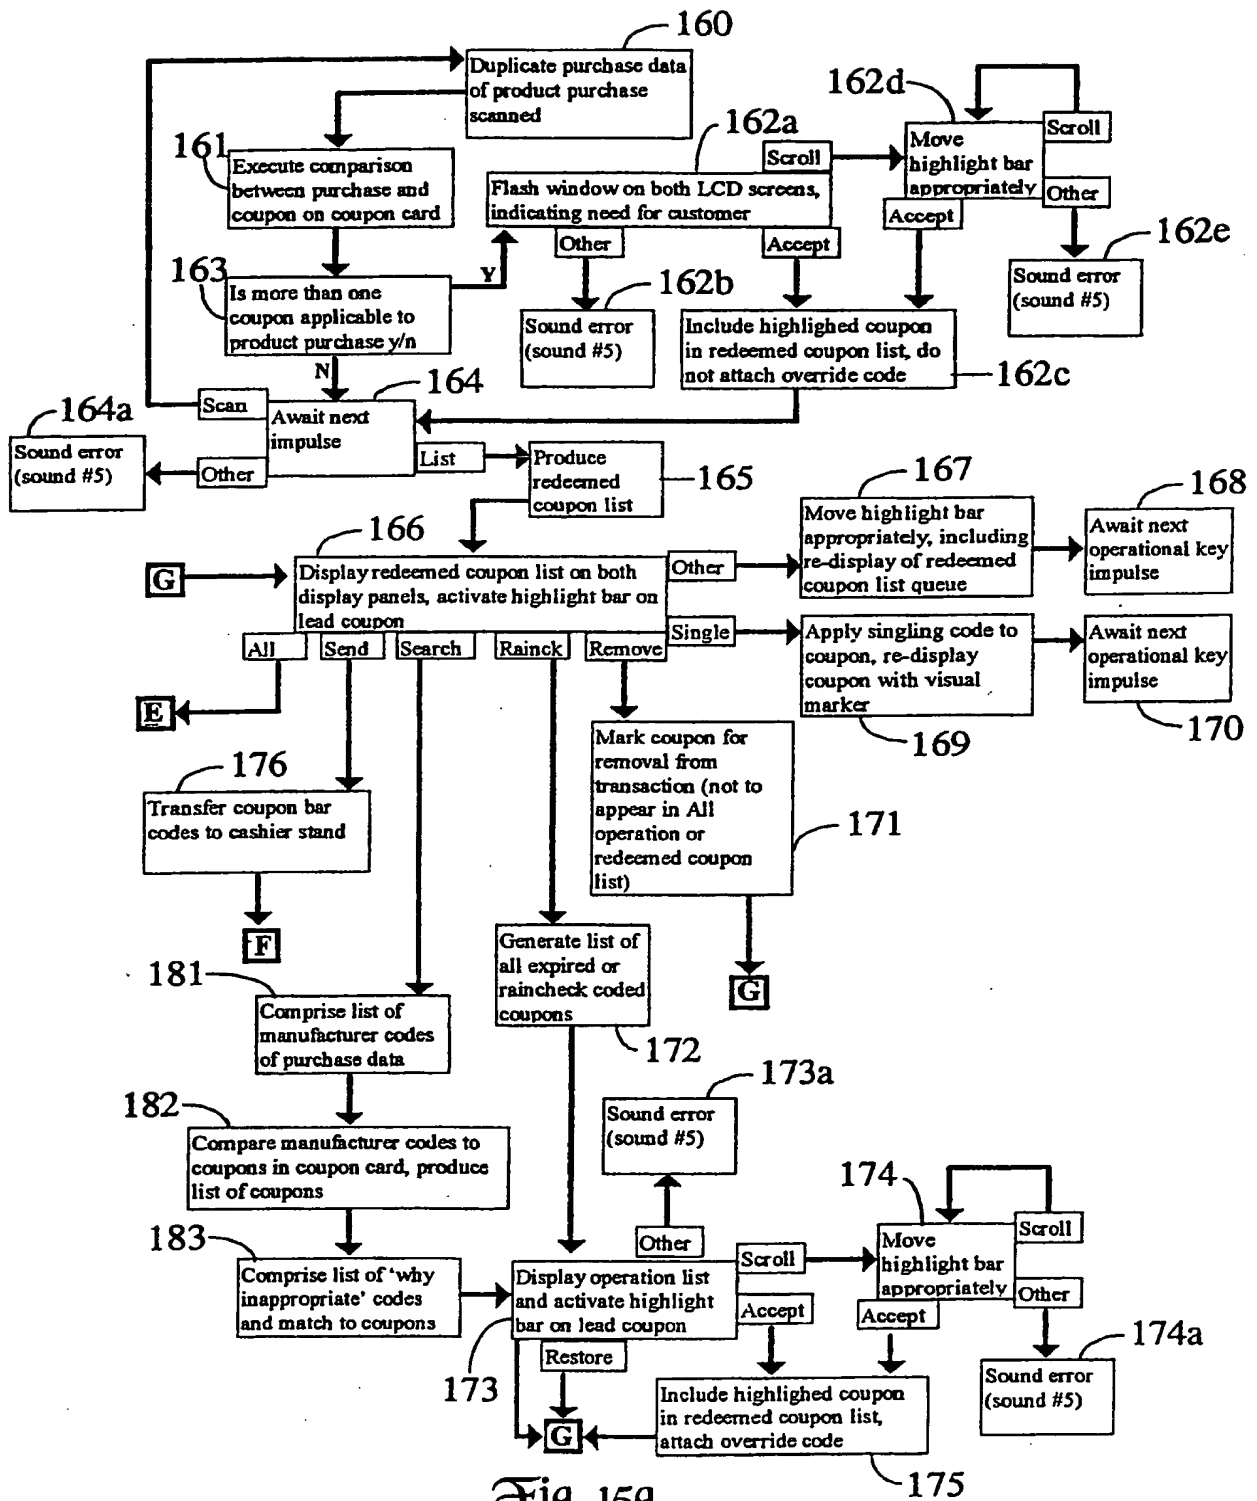 160
Duplicate purchase data
of product purchase
scanned
161
Execute comparison
between purchase and
coupon on coupon card
163
Is more than one
coupon applicable to
product purchase y/n
Y
N
162a
Flash window on both LCD screens,
indicating need for customer
Scroll
Other
Accept
162b
Sound error
(sound #5)
162d
Move
highlight bar
appropriately
Scroll
Other
Accept
162e
Sound error
(sound #5)
Include highlighed coupon
in redeemed coupon list, do
not attach override code
162c
164
Await next
impulse
Scan
Other
List
164a
Sound error
(sound #5)
Produce
redeemed
coupon list
165
G
166
Display redeemed coupon list on both
display panels, activate highlight bar on
lead coupon
Other
Single
All
Send
Search
Rainck
Remove
167
Move highlight bar
appropriately, including
re-display of redeemed
coupon list queue
168
Await next
operational key
impulse
Apply singling code to
coupon, re-display
coupon with visual
marker
169
Await next
operational key
impulse
170
E
176
Transfer coupon bar
codes to cashier stand
F
Mark coupon for
removal from
transaction (not to
appear in All
operation or
redeemed coupon
list)
171
G
Generate list of
all expired or
raincheck coded
coupons
172
181
Comprise list of
manufacturer codes
of purchase data
182
Compare manufacturer codes to
coupons in coupon card, produce
list of coupons
183
Comprise list of ‘why
inappropriate’ codes
and match to coupons
173a
Sound error
(sound #5)
Other
Display operation list
and activate highlight
bar on lead coupon
173
Scroll
Accept
Restore
G
174
Move
highlight bar
appropriately
Scroll
Other
Accept
174a
Sound error
(sound #5)
Include highlighed coupon
in redeemed coupon list,
attach override code
175
Fig. 15g